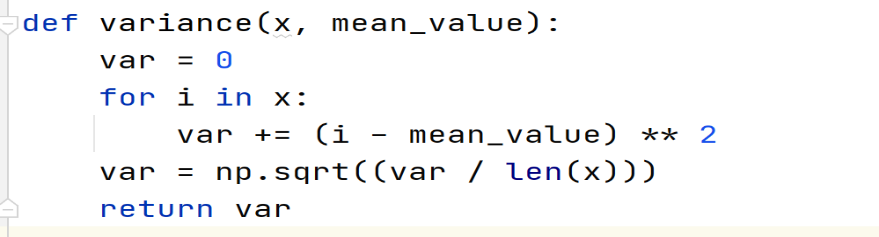 def variance(x, mean_value):
    var = 0
    for i in x:
        var += (i - mean_value) ** 2
    var = np.sqrt((var / len(x)))
    return var